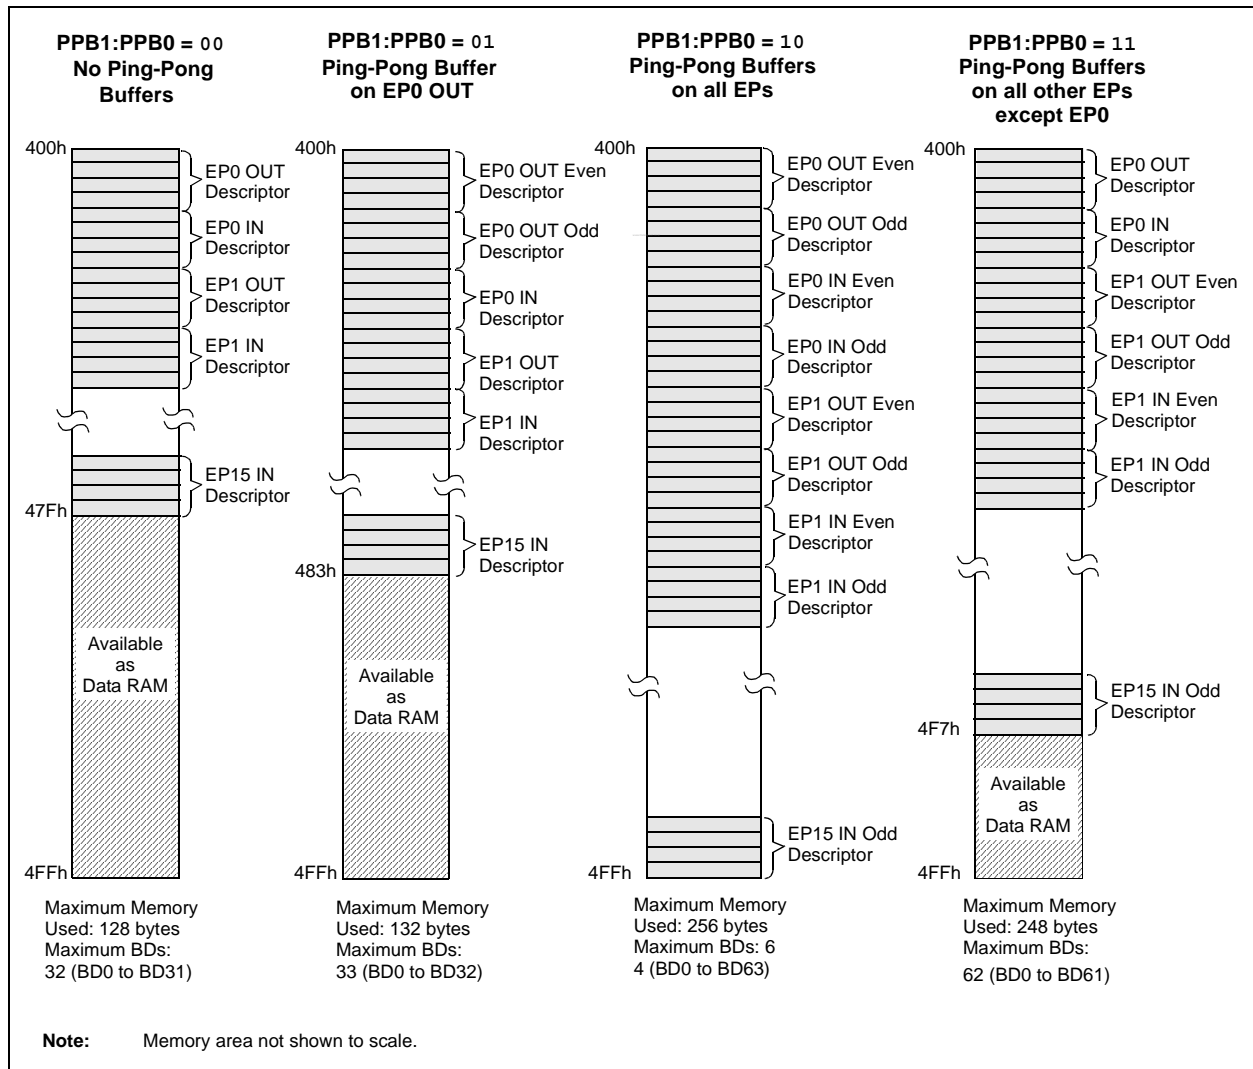 PPB1:PPB0 = 00
No Ping-Pong
Buffers
400h
EP0 OUT
Descriptor
EP0 IN
Descriptor
EP1 OUT
Descriptor
EP1 IN
Descriptor
EP15 IN
Descriptor
47Fh
Available
as
Data RAM
4FFh
Maximum Memory
Used: 128 bytes
Maximum BDs:
32 (BD0 to BD31)
PPB1:PPB0 = 01
Ping-Pong Buffer
on EP0 OUT
400h
EP0 OUT Even
Descriptor
EP0 OUT Odd
Descriptor
EP0 IN
Descriptor
EP1 OUT
Descriptor
EP1 IN
Descriptor
EP15 IN
Descriptor
483h
Available
as
Data RAM
4FFh
Maximum Memory
Used: 132 bytes
Maximum BDs:
33 (BD0 to BD32)
PPB1:PPB0 = 10
Ping-Pong Buffers
on all EPs
400h
EP0 OUT Even
Descriptor
EP0 OUT Odd
Descriptor
EP0 IN Even
Descriptor
EP0 IN Odd
Descriptor
EP1 OUT Even
Descriptor
EP1 OUT Odd
Descriptor
EP1 IN Even
Descriptor
EP1 IN Odd
Descriptor
EP15 IN Odd
Descriptor
4FFh
Maximum Memory
Used: 256 bytes
Maximum BDs: 6
4 (BD0 to BD63)
PPB1:PPB0 = 11
Ping-Pong Buffers
on all other EPs
except EP0
400h
EP0 OUT
Descriptor
EP0 IN
Descriptor
EP1 OUT Even
Descriptor
EP1 OUT Odd
Descriptor
EP1 IN Even
Descriptor
EP1 IN Odd
Descriptor
EP15 IN Odd
Descriptor
4F7h
Available
as
Data RAM
4FFh
Maximum Memory
Used: 248 bytes
Maximum BDs:
62 (BD0 to BD61)
Note: Memory area not shown to scale.